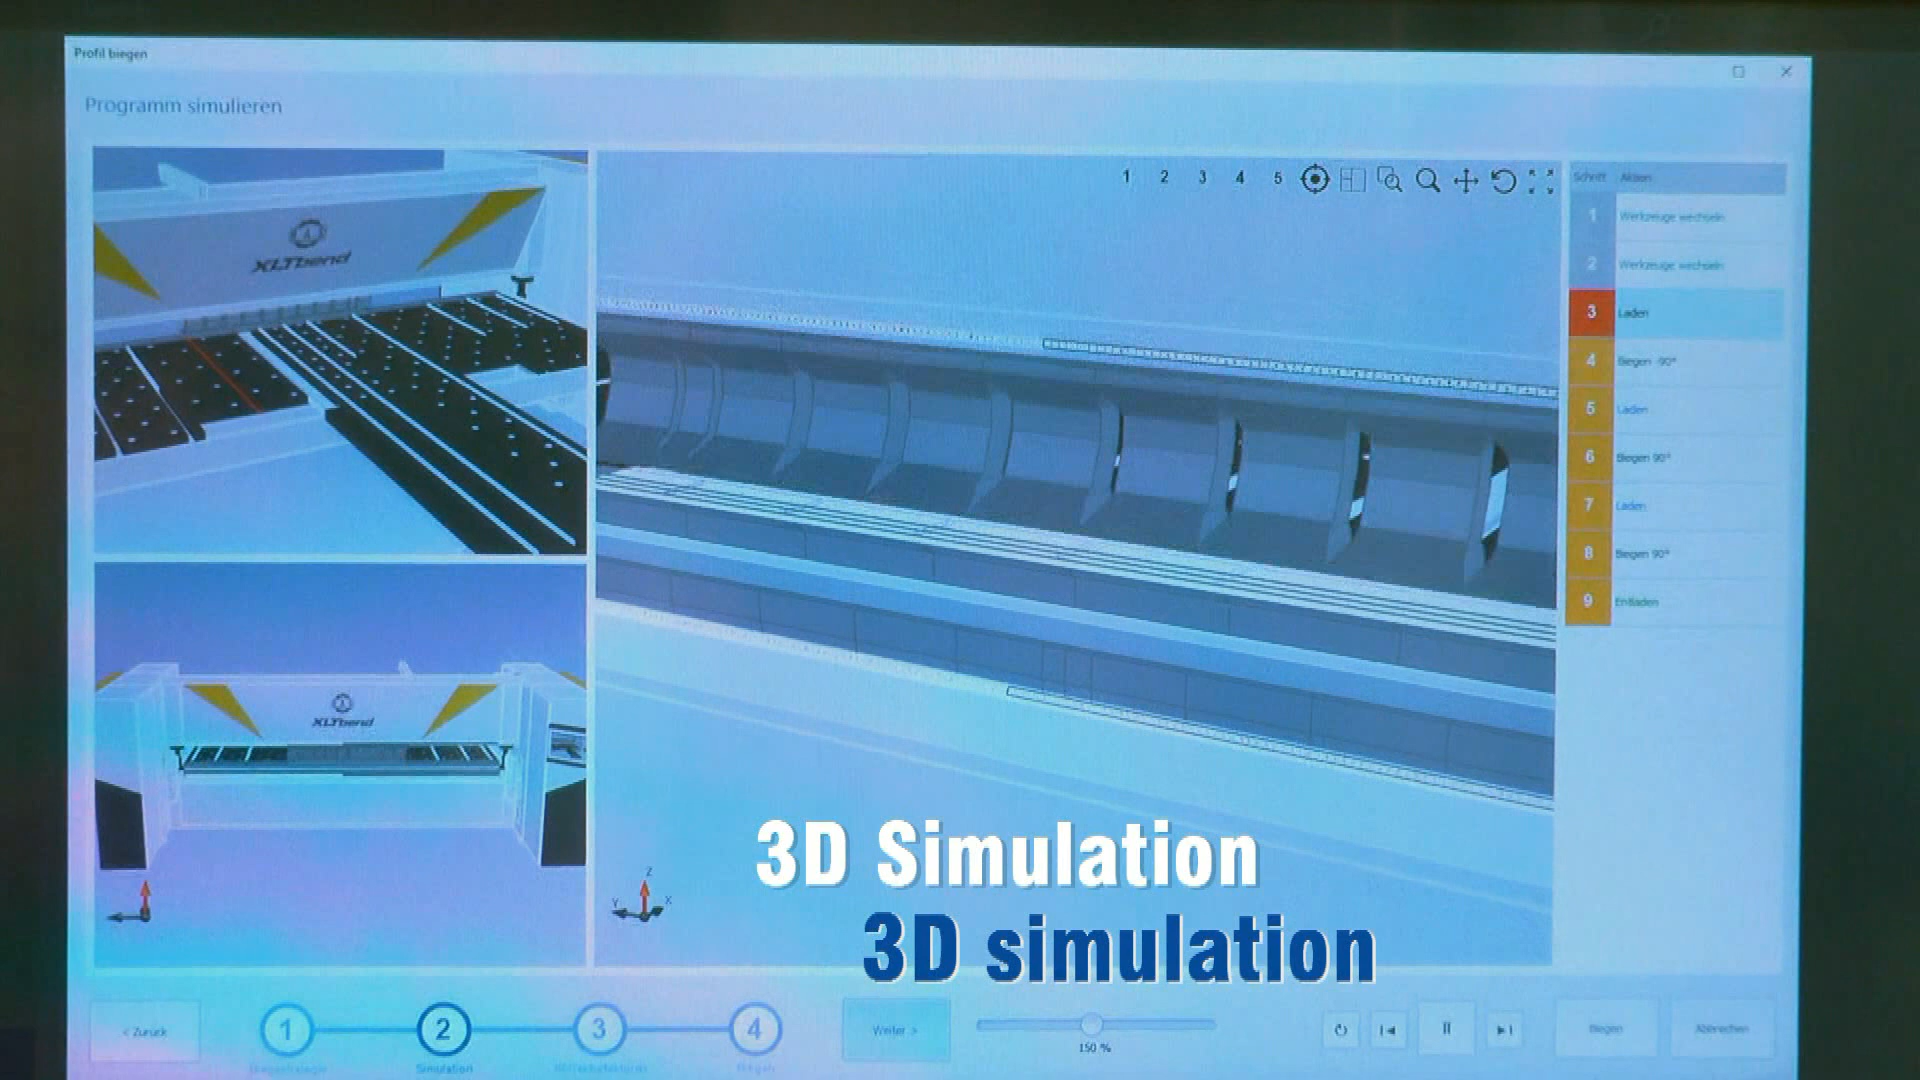 Profil biegen
Programm simulieren
XLTbend
1 2 3 4 5
Schritt Aktion
1 Werkzeuge wechseln
2 Werkzeuge wechseln
3 Laden
4 Biegen -90°
5 Laden
6 Biegen 90°
7 Laden
8 Biegen 90°
9 Entladen
XLTbend
Z
Y X
3D Simulation
3D simulation
< Zurück
1 2 3 4
Simulation
Biegen
Weiter >
150 %
Biegen
Abbrechen